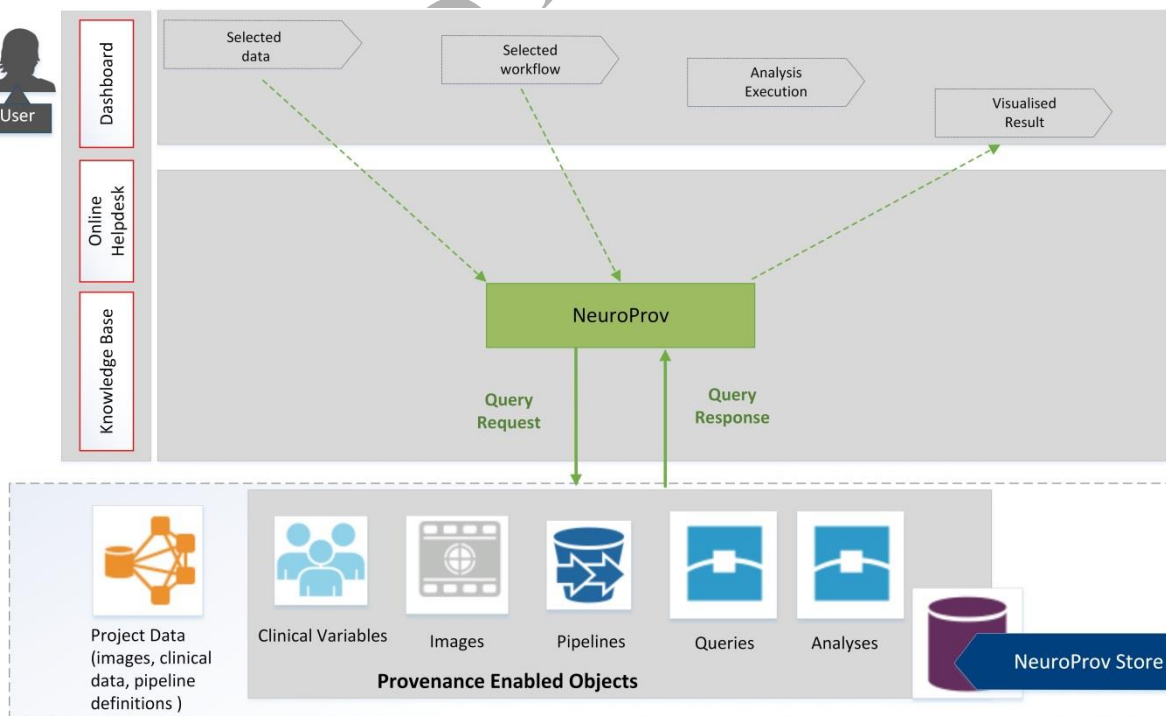 Selected
data
Selected
workflow
Analysis
Execution
Visualised
Result
User
Dashboard
Online
Helpdesk
Knowledge Base
NeuroProv
Query
Request
Query
Response
Project Data
(images, clinical
data, pipeline
definitions )
Clinical Variables
Images
Pipelines
Queries
Analyses
Provenance Enabled Objects
NeuroProv Store